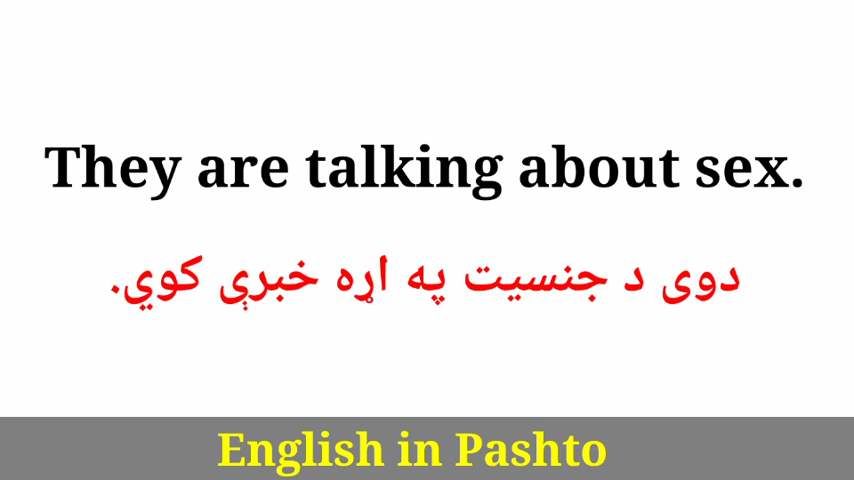 They are talking about sex.
دوی د جنسیت په اړه خبرې کوي.
English in Pashto